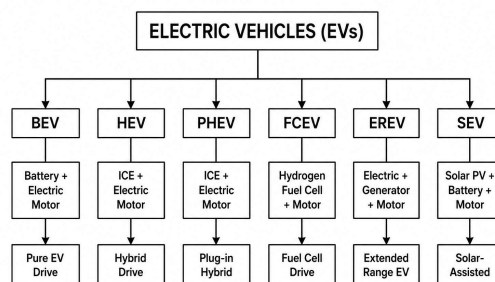 ELECTRIC VEHICLES (EVs)
BEV
HEV
PHEV
FCEV
EREV
SEV
Battery +
Electric
Motor
ICE +
Electric
Motor
ICE +
Electric
Motor
Hydrogen
Fuel Cell
+ Motor
Electric +
Generator
+ Motor
Solar PV +
Battery +
Motor
Pure EV
Drive
Hybrid
Drive
Plug-in
Hybrid
Fuel Cell
Drive
Extended
Range EV
Solar-
Assisted